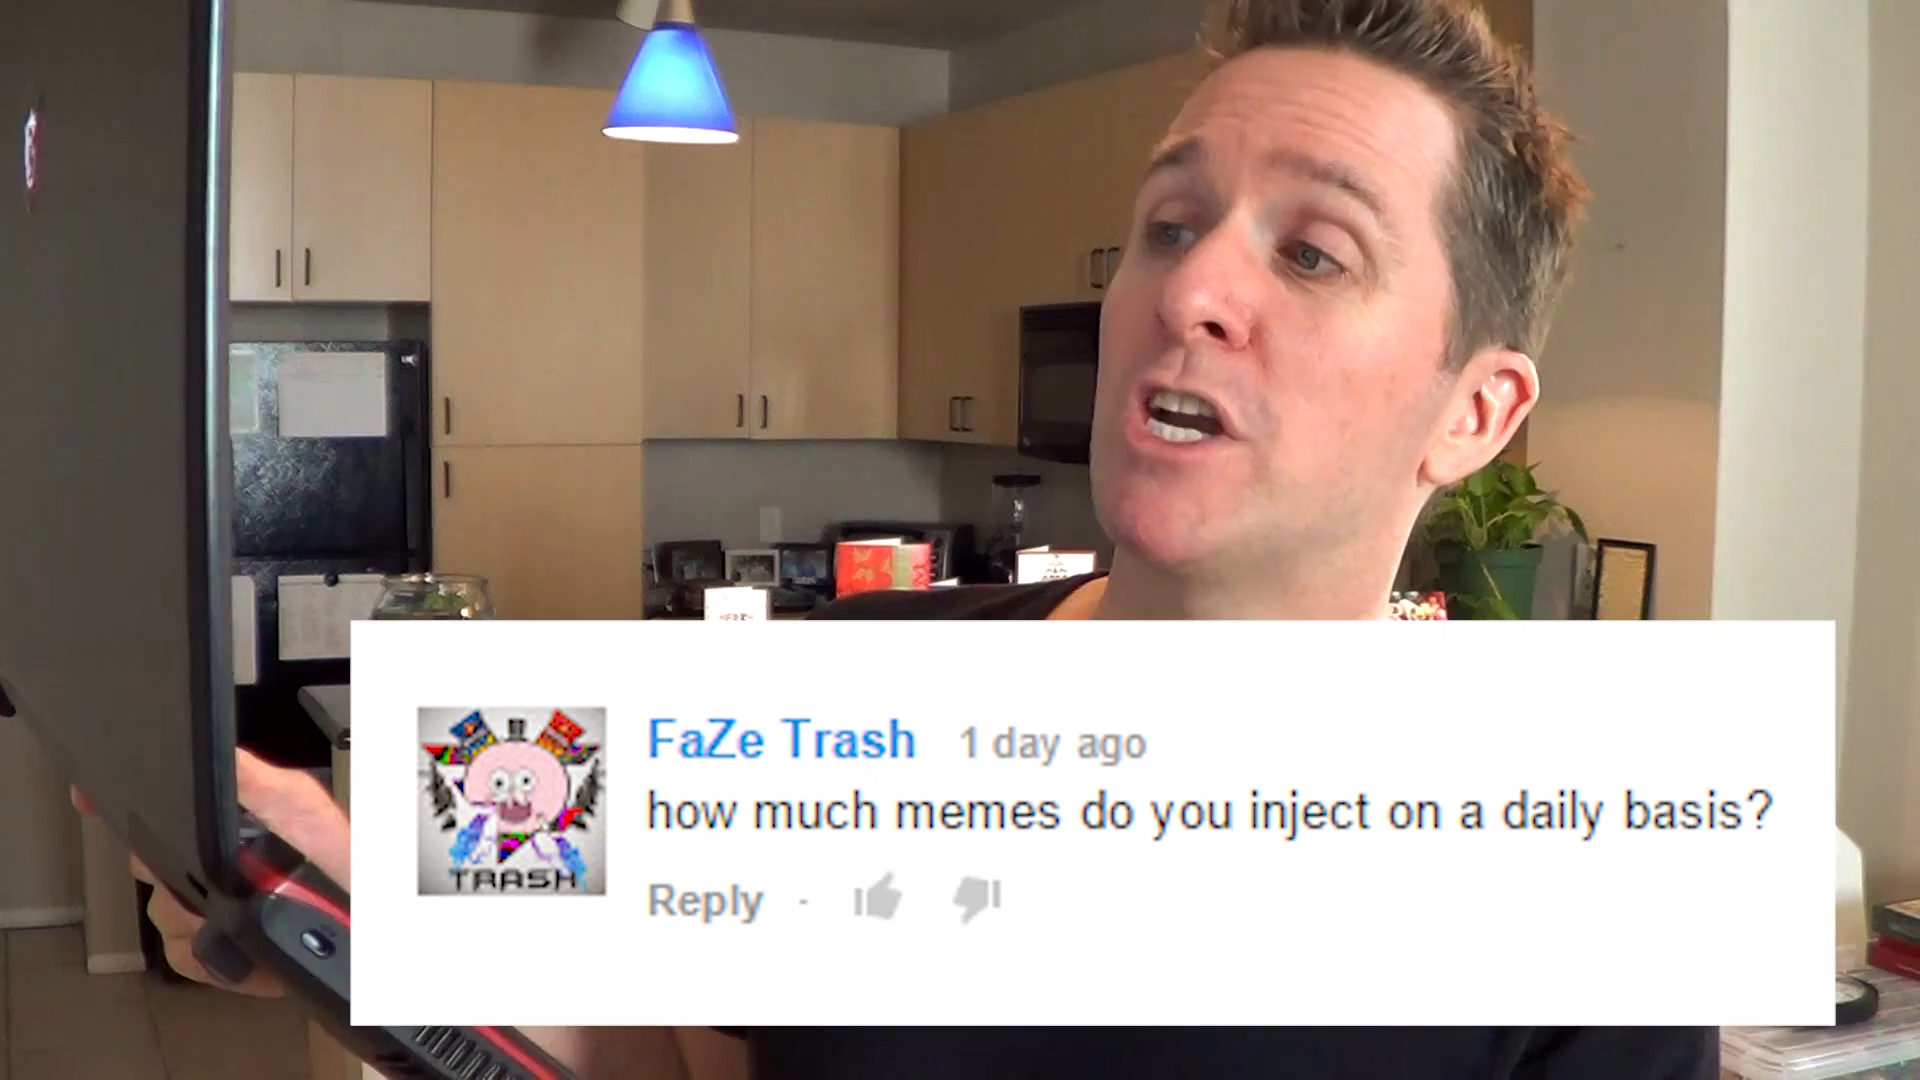 FaZe Trash 1 day ago
how much memes do you inject on a daily basis?
Reply ·
TRASH